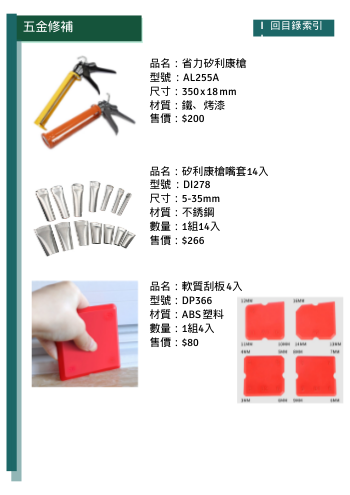 五金修補
回目錄索引
品名：省力矽利康槍
型號：AL255A
尺寸：350x18mm
材質：鐵、烤漆
售價：$200
品名：矽利康槍嘴套14入
型號：DI278
尺寸：5-35mm
材質：不銹鋼
數量：1組14入
售價：$266
品名：軟質刮板4入
型號：DP366
材質：ABS塑料
數量：1組4入
售價：$80